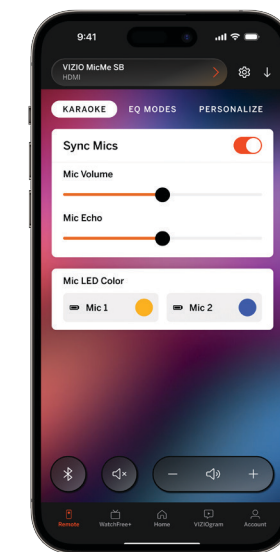 9:41
VIZIO MicMe SB
HDMI
KARAOKE EQ MODES PERSONALIZE
Sync Mics
Mic Volume
Mic Echo
Mic LED Color
Mic 1 Mic 2
Remote WatchFree+ Home VIZIOgram Account